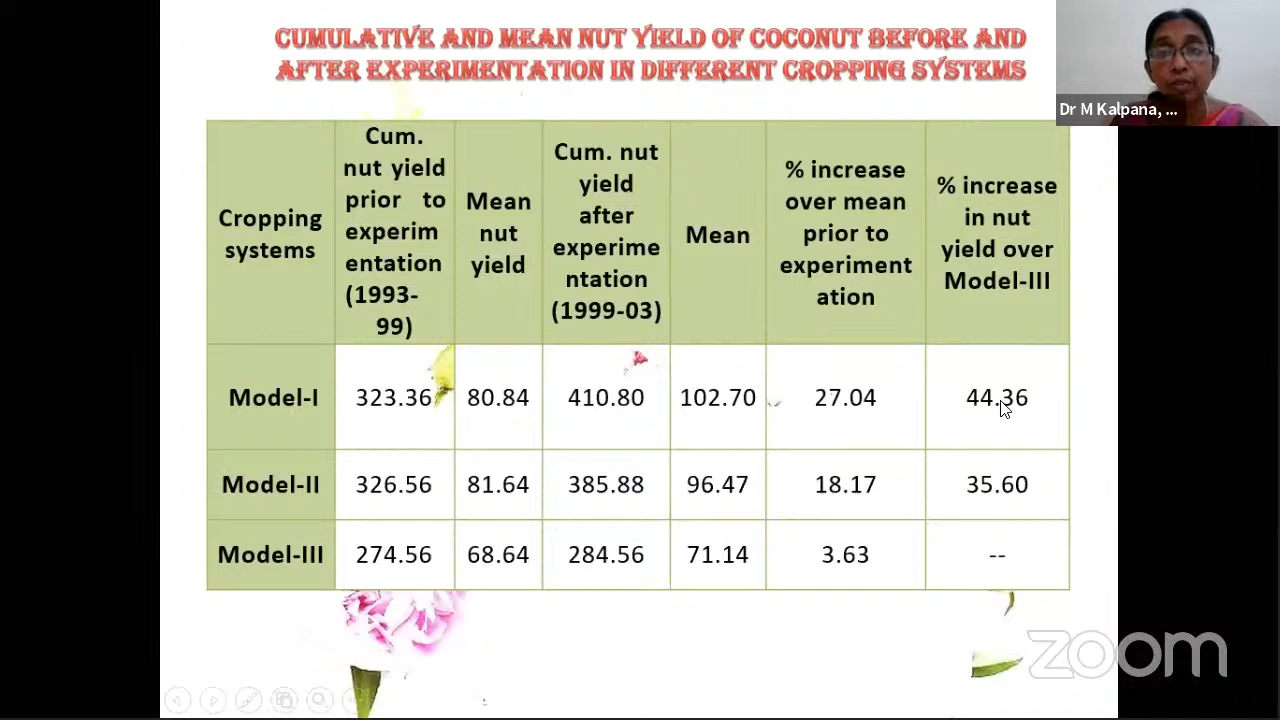 CUMULATIVE AND MEAN NUT YIELD OF COCONUT BEFORE AND
AFTER EXPERIMENTATION IN DIFFERENT CROPPING SYSTEMS
Dr M Kalpana, ...
Cropping
systems
Cum.
nut yield
prior to
experim
entation
(1993-
99)
Mean
nut
yield
Cum. nut
yield
after
experime
ntation
(1999-03)
Mean
% increase
over mean
prior to
experiment
ation
% increase
in nut
yield over
Model-III
Model-I 323.36 80.84 410.80 102.70 27.04 44.36
Model-II 326.56 81.64 385.88 96.47 18.17 35.60
Model-III 274.56 68.64 284.56 71.14 3.63 --
zoom